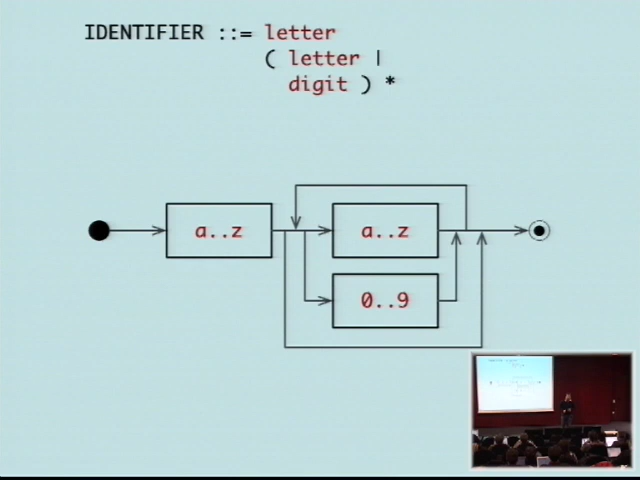 IDENTIFIER ::= letter
( letter |
digit ) *
a..z
a..z
0..9